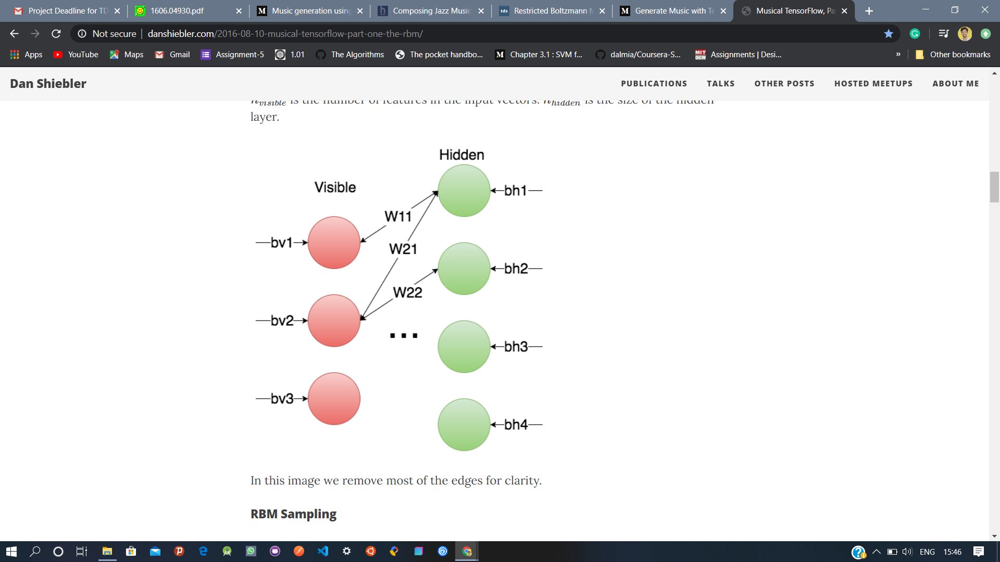 Project Deadline for TD
1606.04930.pdf
Music generation using
Composing Jazz Music
Restricted Boltzmann M
Generate Music with Te
Musical TensorFlow, Pa
Not secure | danshiebler.com/2016-08-10-musical-tensorflow-part-one-the-rbm/
Apps YouTube Maps Gmail Assignment-5 1.01 The Algorithms The pocket handbo... Chapter 3.1 : SVM f... dalmia/Coursera-S... Assignments | Desi... » Other bookmarks
Dan Shiebler PUBLICATIONS TALKS OTHER POSTS HOSTED MEETUPS ABOUT ME
n_visible is the number of features in the input vectors. n_hidden is the size of the hidden
layer.
Hidden
Visible
bh1
W11
bv1
W21
bh2
W22
bv2
...
bh3
bv3
bh4
In this image we remove most of the edges for clarity.
RBM Sampling
ENG 15:46